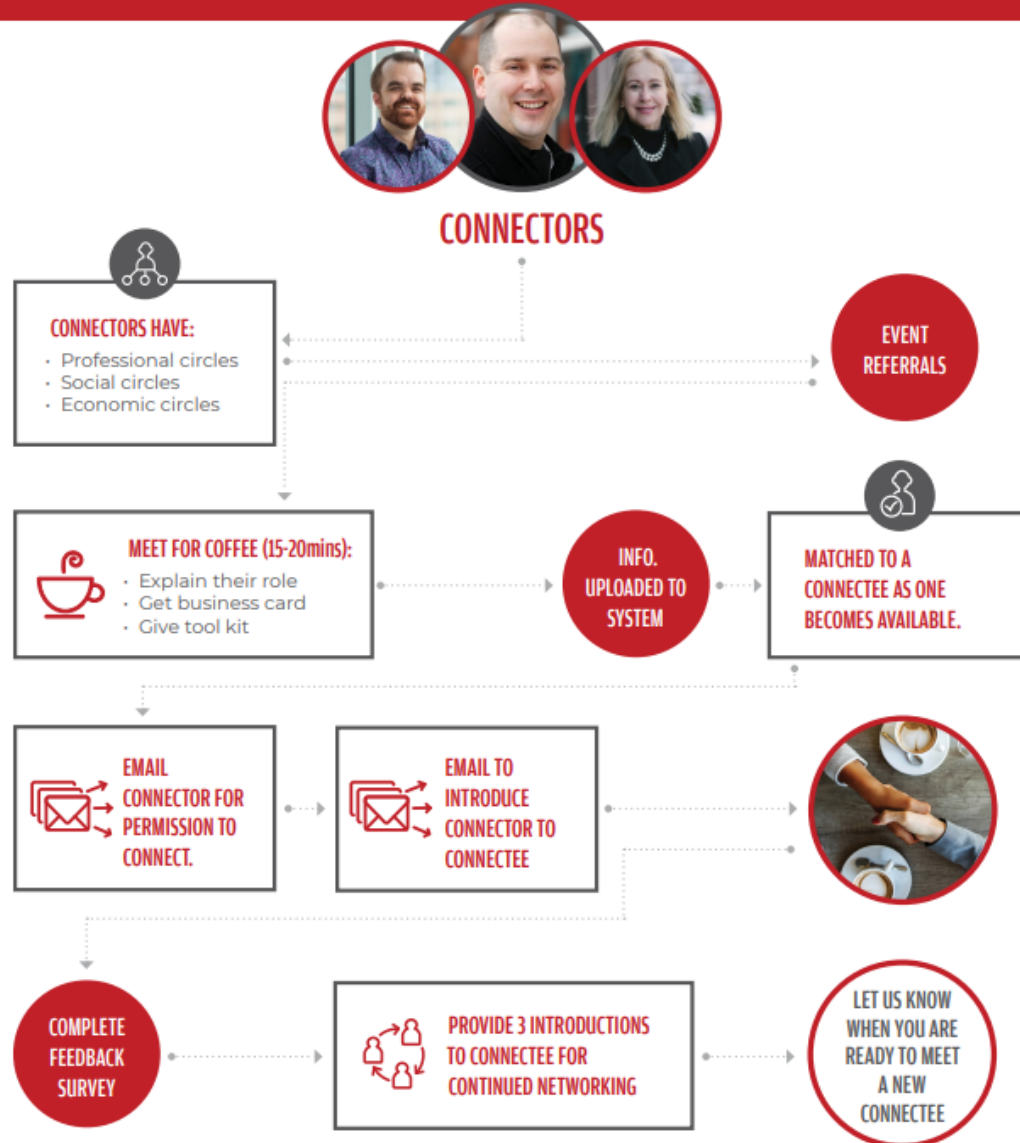 CONNECTORS
CONNECTORS HAVE:
• Professional circles
• Social circles
• Economic circles
EVENT
REFERRALS
MEET FOR COFFEE (15-20mins):
• Explain their role
• Get business card
• Give tool kit
INFO.
UPLOADED TO
SYSTEM
MATCHED TO A
CONNECTEE AS ONE
BECOMES AVAILABLE.
EMAIL
CONNECTOR FOR
PERMISSION TO
CONNECT.
EMAIL TO
INTRODUCE
CONNECTOR TO
CONNECTEE
COMPLETE
FEEDBACK
SURVEY
PROVIDE 3 INTRODUCTIONS
TO CONNECTEE FOR
CONTINUED NETWORKING
LET US KNOW
WHEN YOU ARE
READY TO MEET
A NEW
CONNECTEE